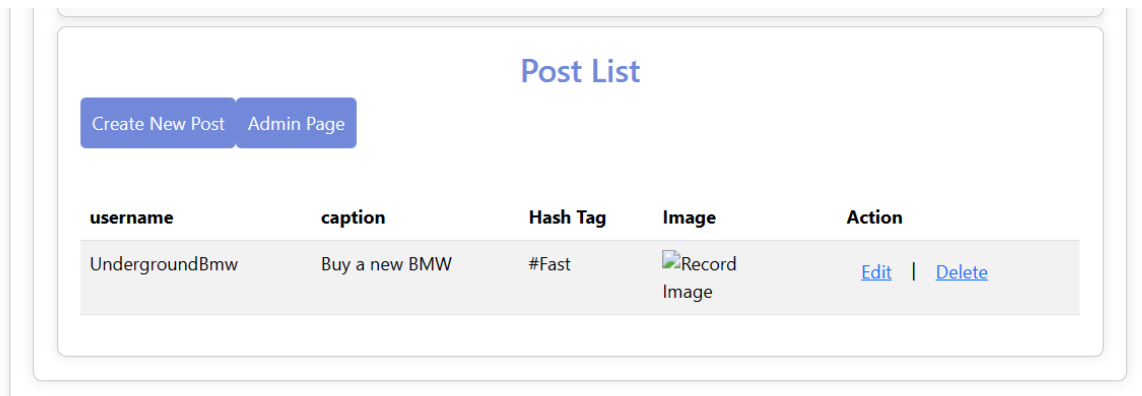 Post List
Create New Post Admin Page
username caption Hash Tag Image Action
UndergroundBmw Buy a new BMW #Fast Record Edit | Delete
Image